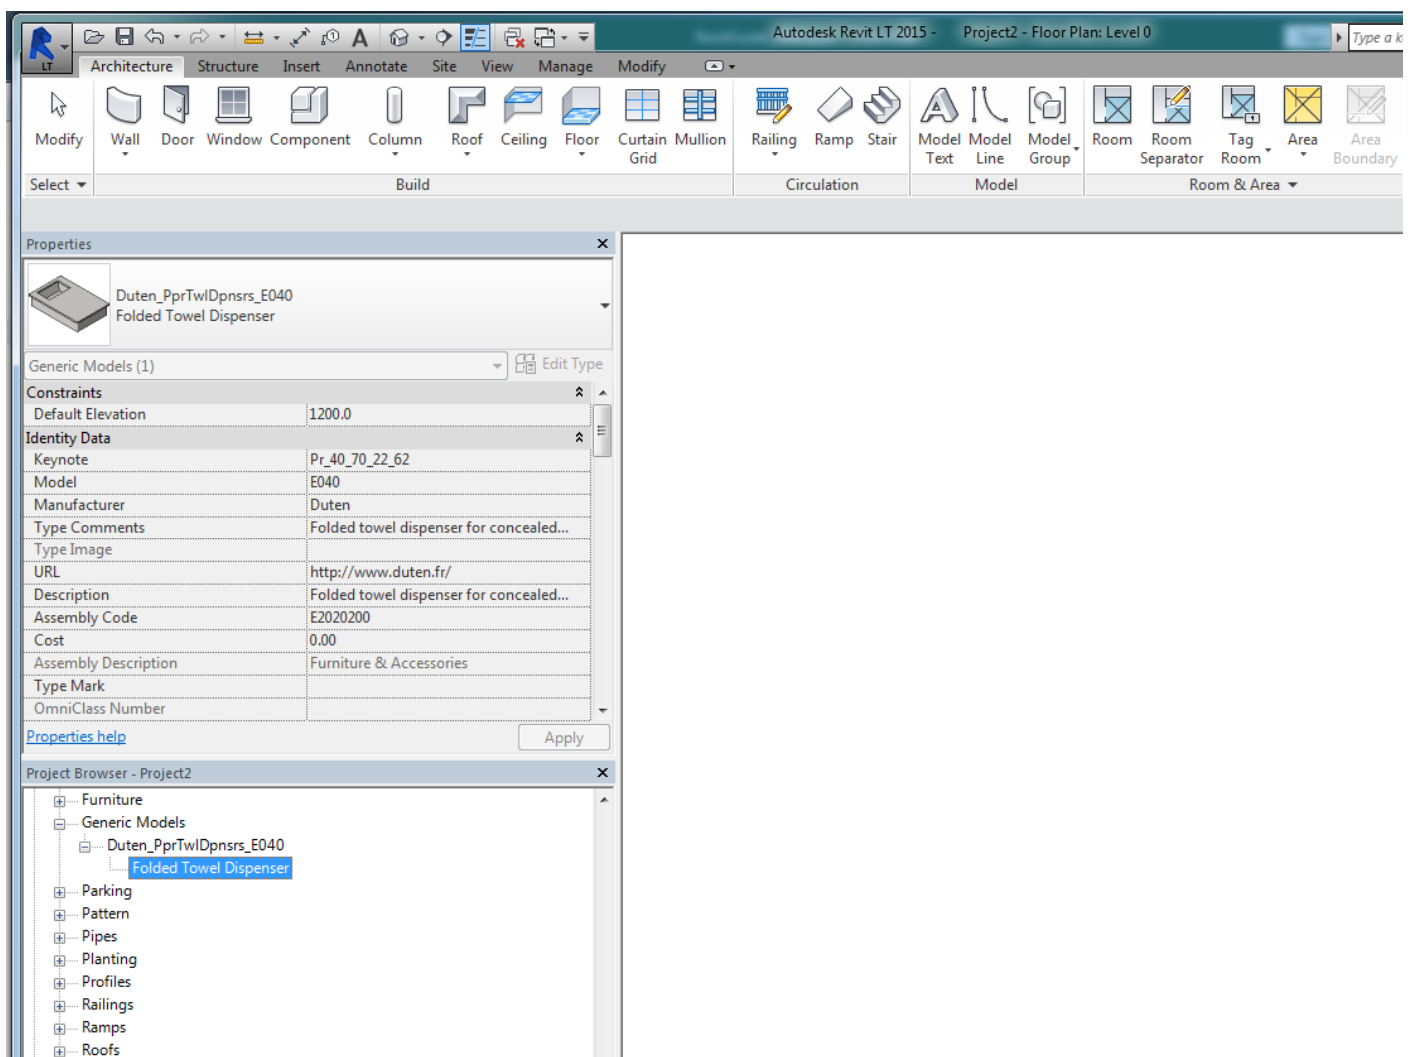 Autodesk Revit LT 2015 - Project2 - Floor Plan: Level 0
Type a k
LT
Architecture Structure Insert Annotate Site View Manage Modify
Modify Wall Door Window Component Column Roof Ceiling Floor Curtain Grid Mullion Railing Ramp Stair Model Text Model Line Model Group Room Room Separator Tag Room Area Area Boundary
Select Build Circulation Model Room & Area
Properties
Duten_PprTwlDpnsrs_E040
Folded Towel Dispenser
Generic Models (1) Edit Type
Constraints
Default Elevation 1200.0
Identity Data
Keynote Pr_40_70_22_62
Model E040
Manufacturer Duten
Type Comments Folded towel dispenser for concealed...
Type Image
URL http://www.duten.fr/
Description Folded towel dispenser for concealed...
Assembly Code E2020200
Cost 0.00
Assembly Description Furniture & Accessories
Type Mark
OmniClass Number
Properties help Apply
Project Browser - Project2
Furniture
Generic Models
Duten_PprTwlDpnsrs_E040
Folded Towel Dispenser
Parking
Pattern
Pipes
Planting
Profiles
Railings
Ramps
Roofs